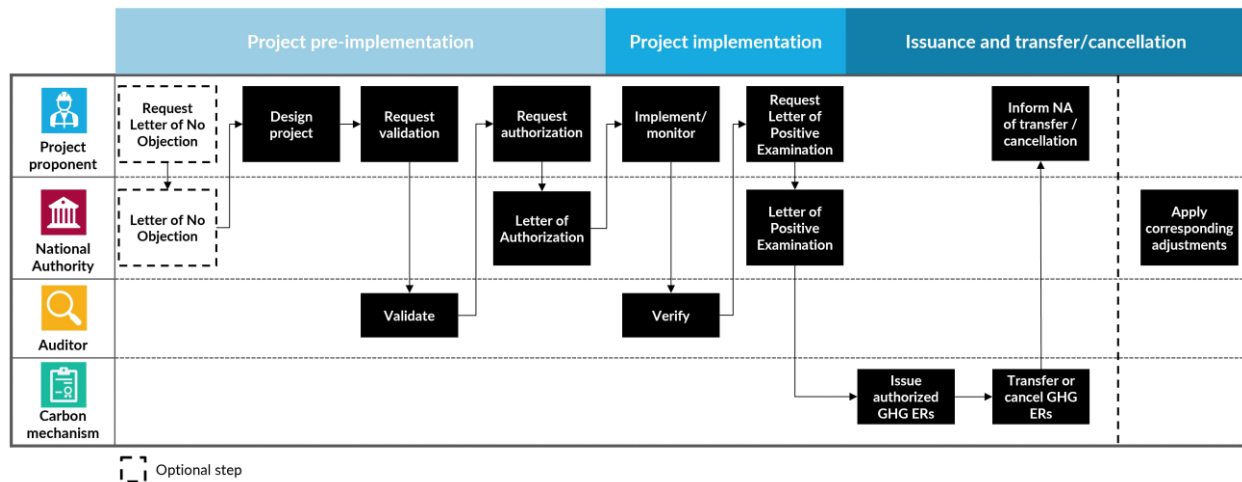 Project pre-implementation
Project implementation
Issuance and transfer/cancellation
Project
proponent
Request
Letter of No
Objection
Design
project
Request
validation
Request
authorization
Implement/
monitor
Request
Letter of
Positive
Examination
Inform NA
of transfer /
cancellation
National
Authority
Letter of No
Objection
Letter of
Authorization
Letter of
Positive
Examination
Apply
corresponding
adjustments
Auditor
Validate
Verify
Carbon
mechanism
Issue
authorized
GHG ERs
Transfer or
cancel GHG
ERs
Optional step